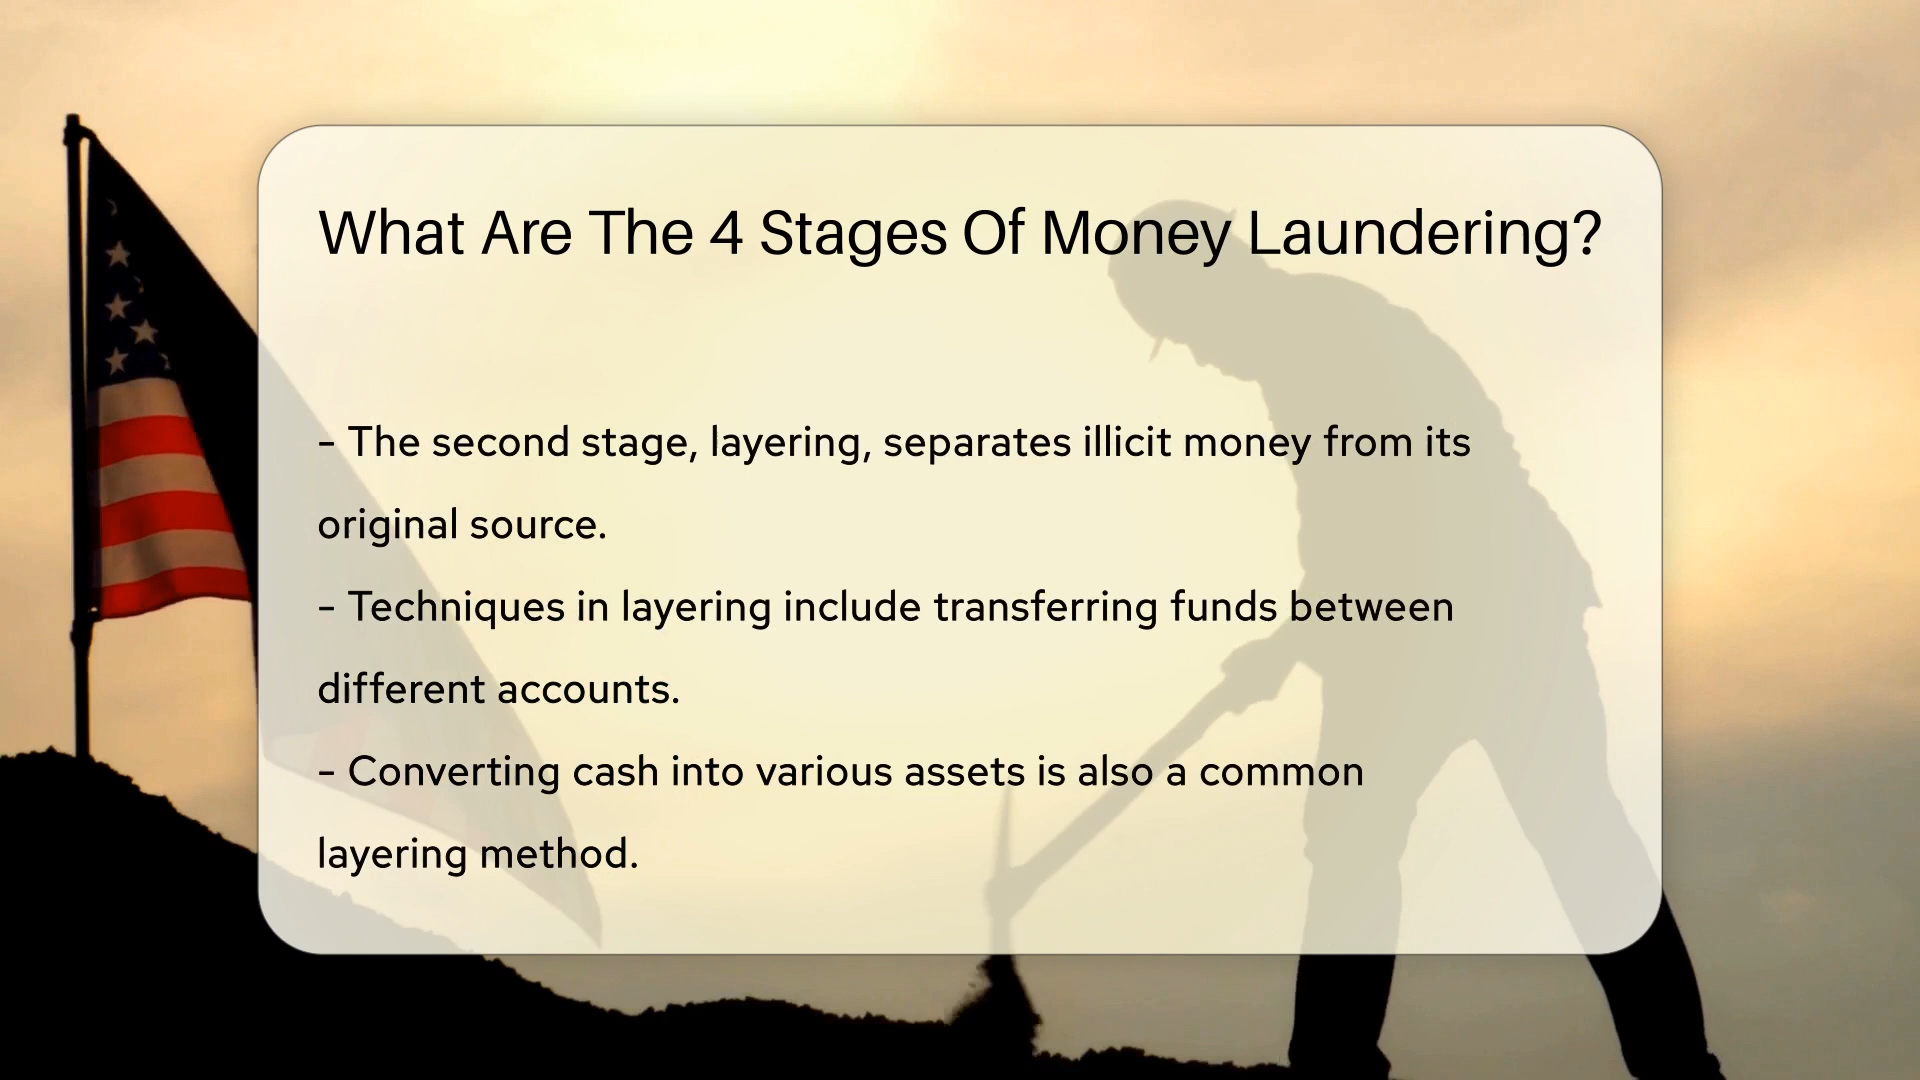 What Are The 4 Stages Of Money Laundering?
- The second stage, layering, separates illicit money from its
original source.
- Techniques in layering include transferring funds between
different accounts.
- Converting cash into various assets is also a common
layering method.